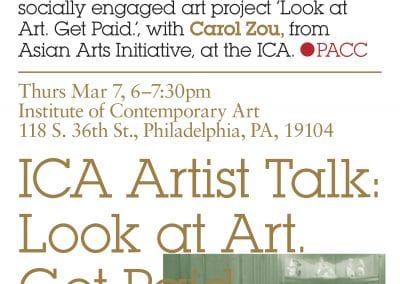 socially engaged art project ‘Look at
Art. Get Paid.’, with Carol Zou, from
Asian Arts Initiative, at the ICA. ●PACC
Thurs Mar 7, 6–7:30pm
Institute of Contemporary Art
118 S. 36th St., Philadelphia, PA, 19104
ICA Artist Talk:
Look at Art.
Get Paid.